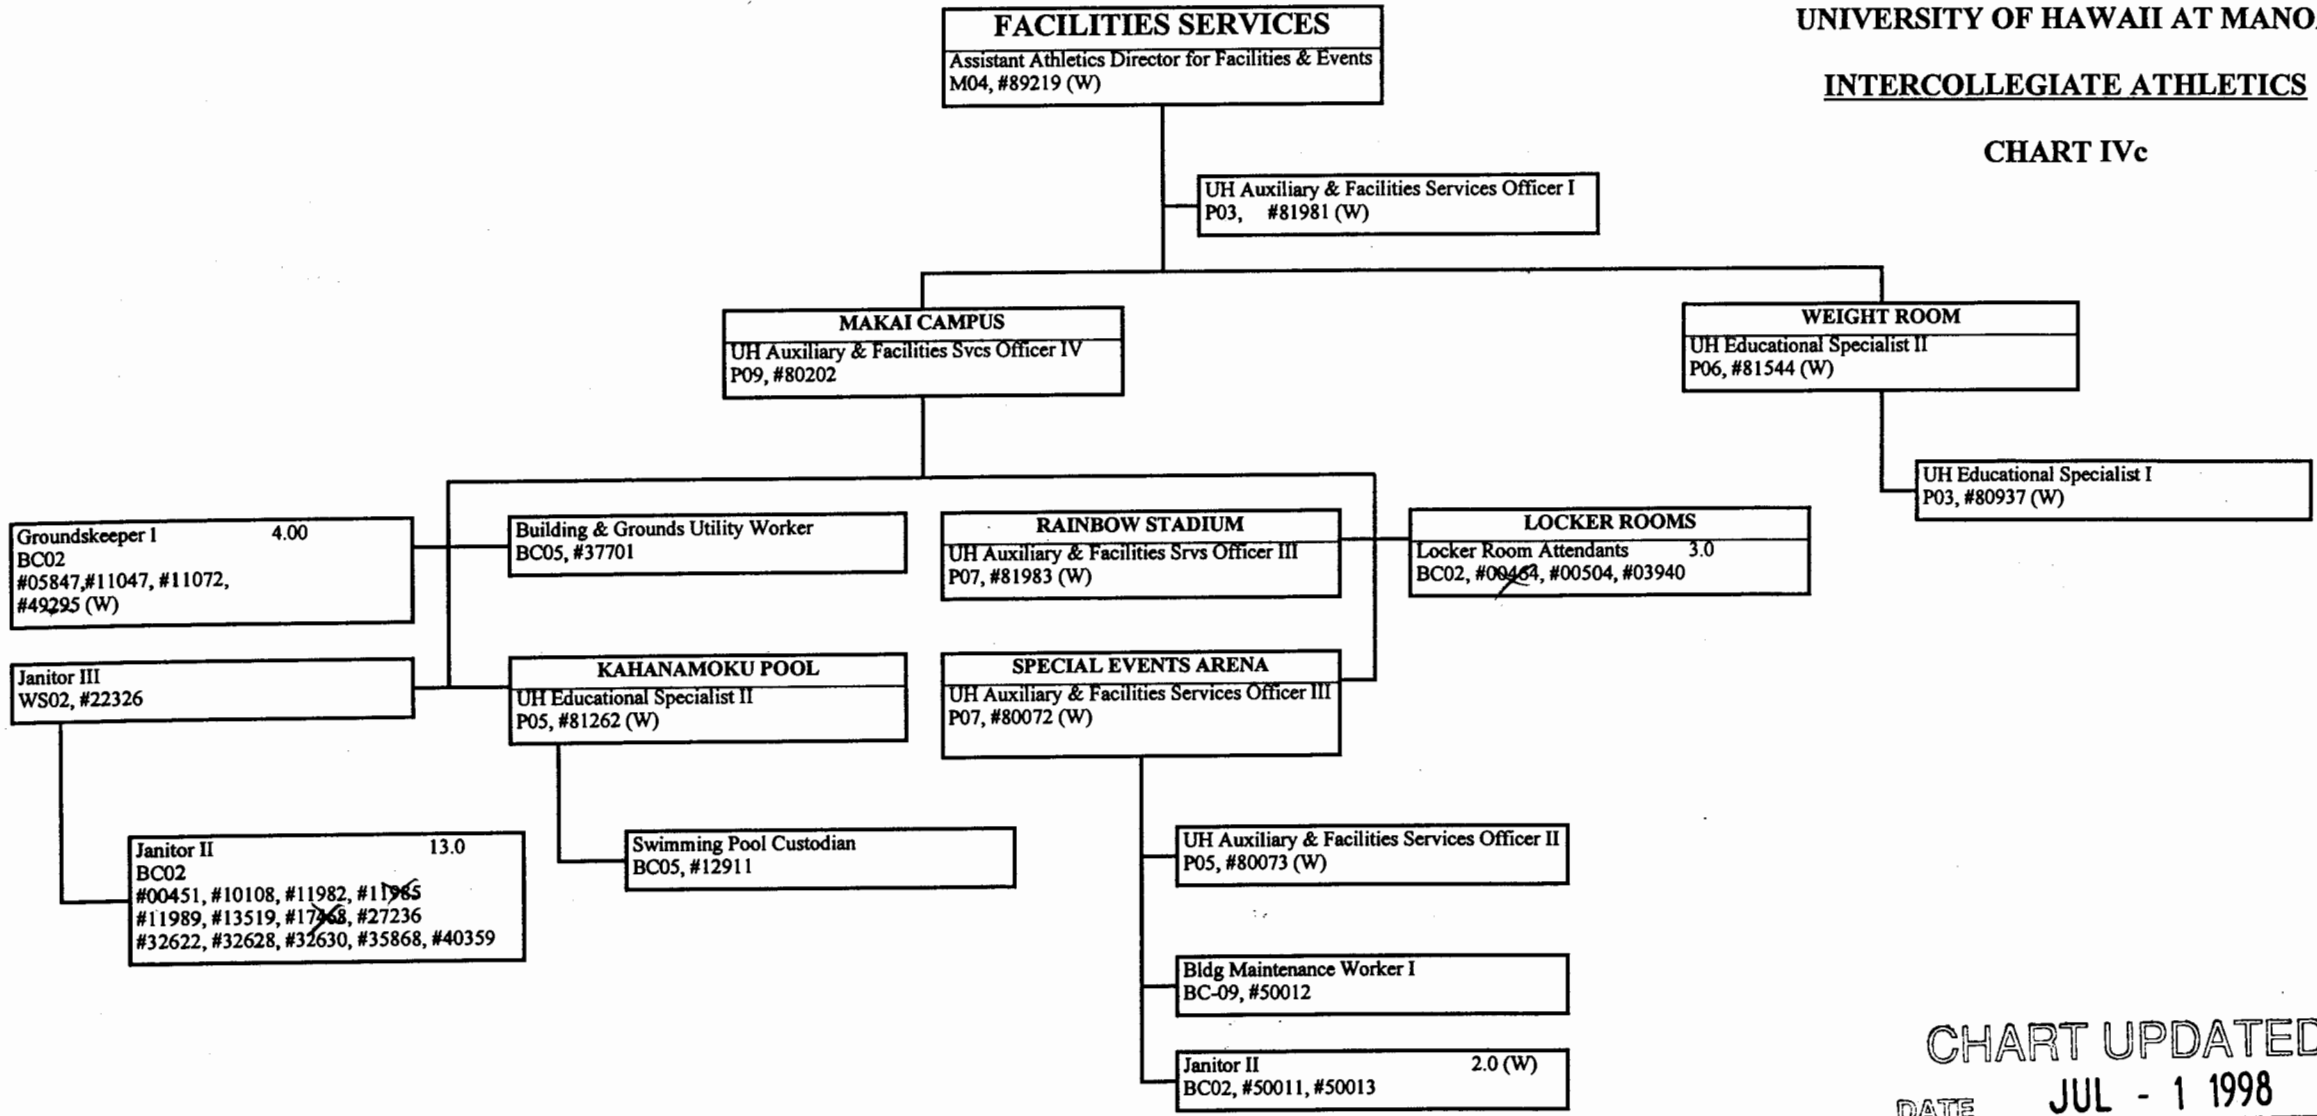 FACILITIES SERVICES
Assistant Athletics Director for Facilities & Events
M04, #89219 (W)
UNIVERSITY OF HAWAII AT MANO
INTERCOLLEGIATE ATHLETICS
CHART IVc
UH Auxiliary & Facilities Services Officer I
P03, #81981 (W)
MAKAI CAMPUS
UH Auxiliary & Facilities Svcs Officer IV
P09, #80202
WEIGHT ROOM
UH Educational Specialist II
P06, #81544 (W)
UH Educational Specialist I
P03, #80937 (W)
Groundskeeper 1 4.00
BC02
#05847,#11047, #11072,
#49295 (W)
Building & Grounds Utility Worker
BC05, #37701
RAINBOW STADIUM
UH Auxiliary & Facilities Srvs Officer III
P07, #81983 (W)
LOCKER ROOMS
Locker Room Attendants 3.0
BC02, #00464, #00504, #03940
Janitor III
WS02, #22326
KAHANAMOKU POOL
UH Educational Specialist II
P05, #81262 (W)
SPECIAL EVENTS ARENA
UH Auxiliary & Facilities Services Officer III
P07, #80072 (W)
Janitor II 13.0
BC02
#00451, #10108, #11982, #11985
#11989, #13519, #17468, #27236
#32622, #32628, #32630, #35868, #40359
Swimming Pool Custodian
BC05, #12911
UH Auxiliary & Facilities Services Officer II
P05, #80073 (W)
Bldg Maintenance Worker I
BC-09, #50012
Janitor II 2.0 (W)
BC02, #50011, #50013
CHART UPDATED
DATE JUL - 1 1998